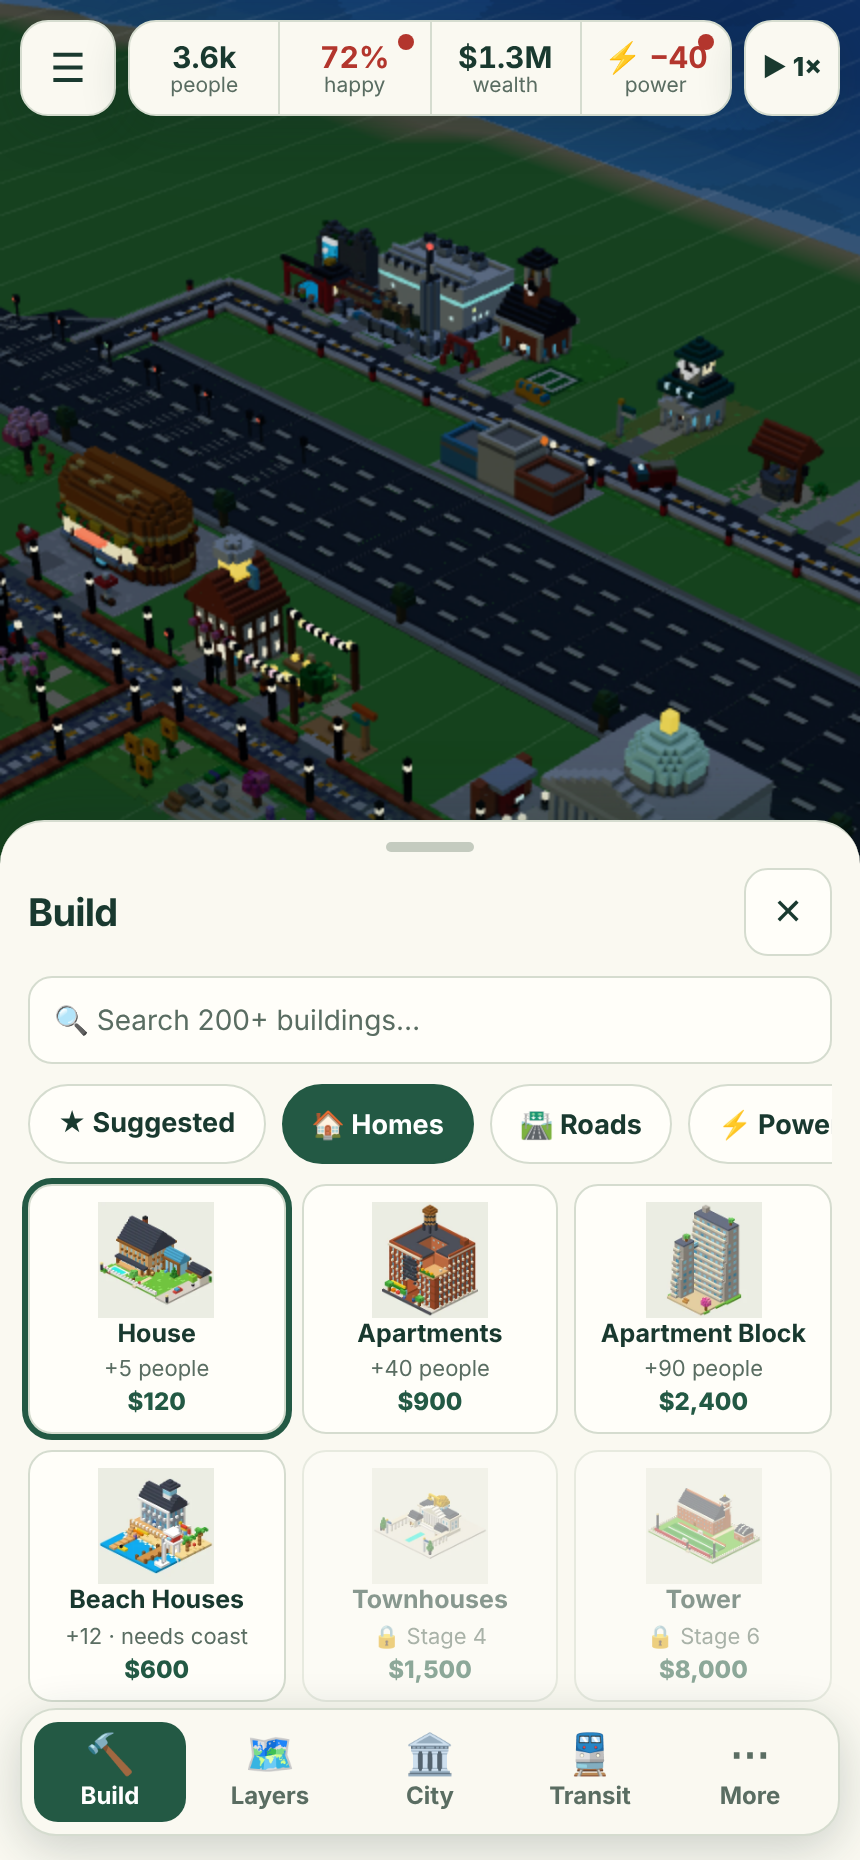 ☰
3.6k
people
72%
happy
$1.3M
wealth
⚡ −40
power
▶ 1×
Build
✕
🔍 Search 200+ buildings...
★ Suggested
🏠 Homes
🛣️ Roads
⚡ Powe
House
+5 people
$120
Apartments
+40 people
$900
Apartment Block
+90 people
$2,400
Beach Houses
+12 · needs coast
$600
Townhouses
🔒 Stage 4
$1,500
Tower
🔒 Stage 6
$8,000
Build
Layers
City
Transit
More